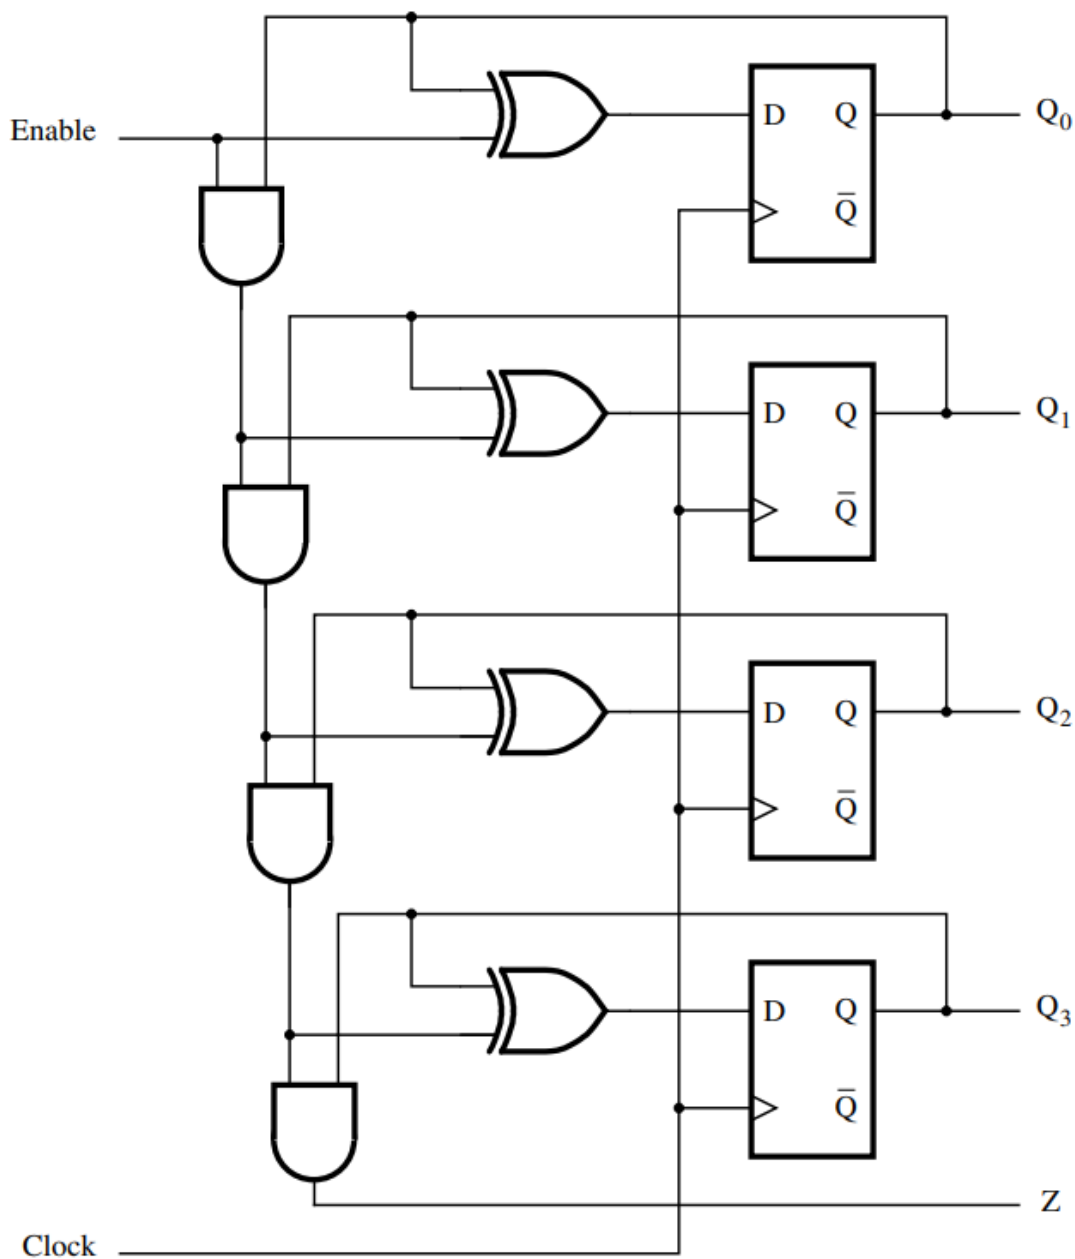 Enable
D Q Q₀
Q̅
D Q Q₁
Q̅
D Q Q₂
Q̅
D Q Q₃
Q̅
Z
Clock